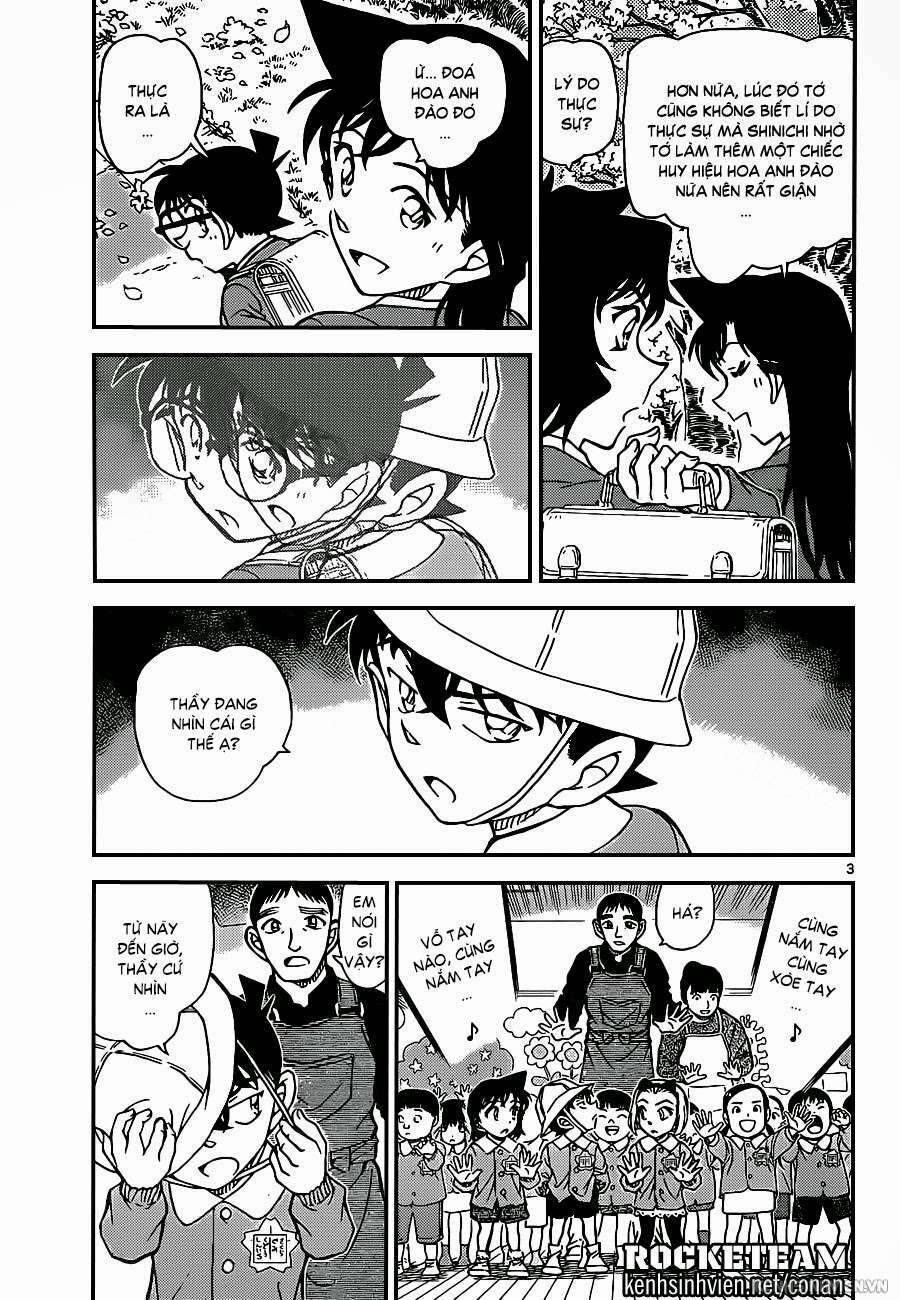 HƠN NỮA, LÚC ĐÓ TỚ
CŨNG KHÔNG BIẾT LÍ DO
THỰC SỰ MÀ SHINICHI NHỜ
TỚ LÀM THÊM MỘT CHIẾC
HUY HIỆU HOA ANH ĐÀO
NỮA NÊN RẤT GIẬN
...
LÝ DO
THỰC
SỰ?
Ừ... ĐOÁ
HOA ANH
ĐÀO ĐÓ
...
THỰC
RA LÀ
...
THẦY ĐANG
NHÌN CÁI GÌ
THẾ Ạ?
3
CÙNG
NẮM TAY
CÙNG
XÒE TAY
...
♪
HẢ?
VỖ TAY
NÀO, CÙNG
NẮM TAY
...
♪
EM
NÓI
GÌ
VẬY?
TỪ NÃY
ĐẾN GIỜ,
THẦY CỨ
NHÌN
...
ROCKETEAM
kenhsinhvien.net/conan